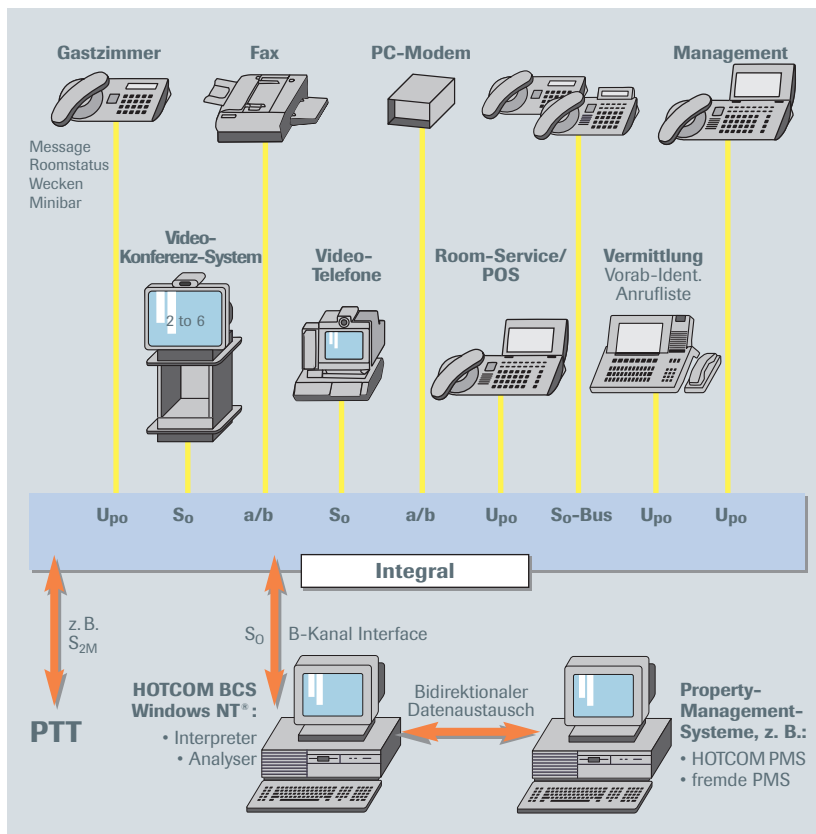 Gastzimmer
Fax
PC-Modem
Management
Message
Roomstatus
Wecken
Minibar
Video-
Konferenz-System
2 to 6
Video-
Telefone
Room-Service/
POS
Vermittlung
Vorab-Ident.
Anrufliste
Upo
So
a/b
So
a/b
Upo
So-Bus
Upo
Upo
Integral
z. B.
S2M
PTT
S0
B-Kanal Interface
HOTCOM BCS
Windows NT®:
• Interpreter
• Analyser
Bidirektionaler
Datenaustausch
Property-
Management-
Systeme, z. B.:
• HOTCOM PMS
• fremde PMS